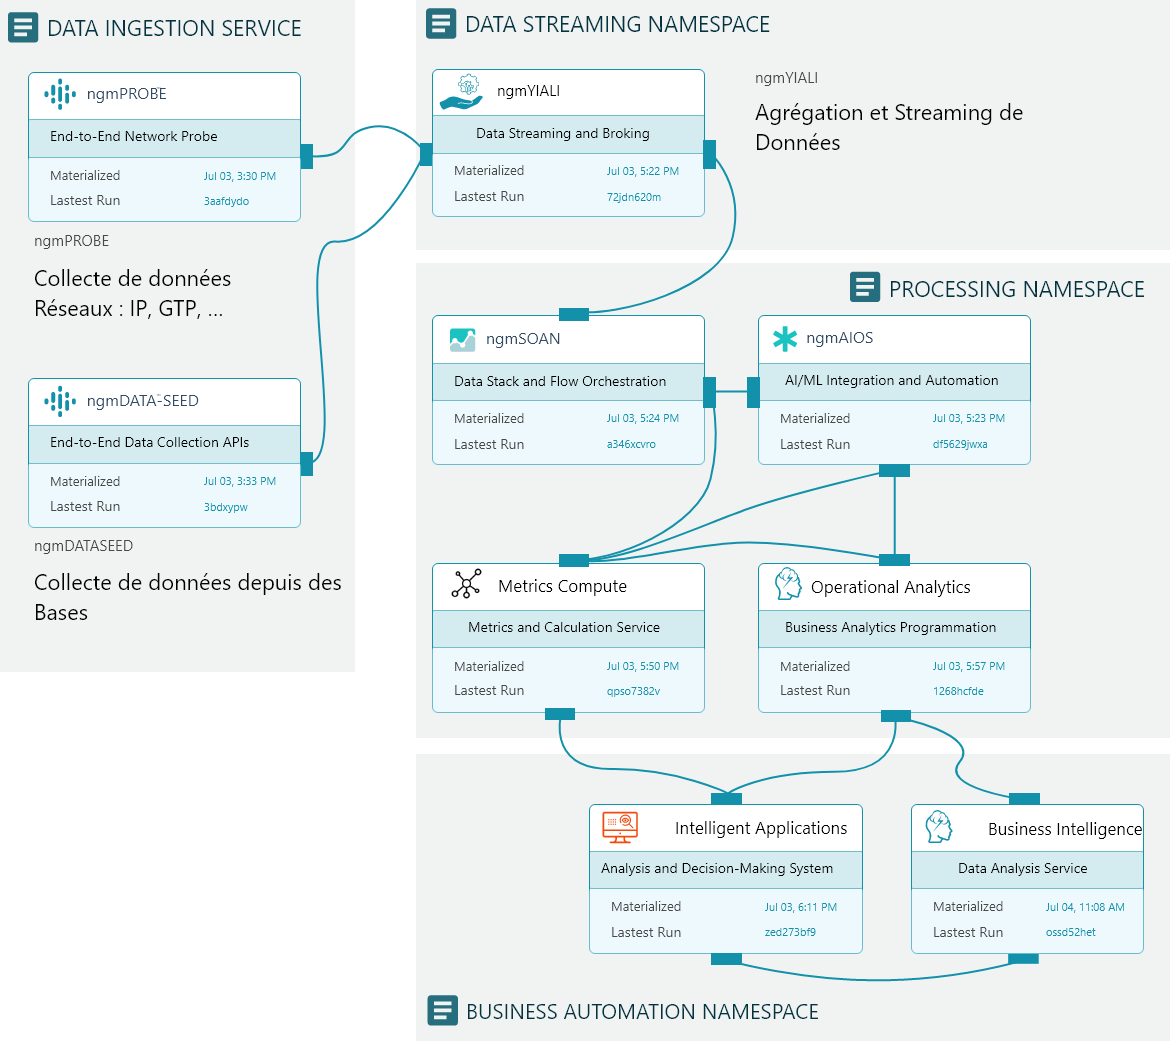 DATA INGESTION SERVICE
ngmPROBE
End-to-End Network Probe
Materialized Jul 03, 3:30 PM
Lastest Run 3aafdydo
ngmPROBE
Collecte de données
Réseaux : IP, GTP, ...
ngmDATA-SEED
End-to-End Data Collection APIs
Materialized Jul 03, 3:33 PM
Lastest Run 3bdxypw
ngmDATASEED
Collecte de données depuis des
Bases
DATA STREAMING NAMESPACE
ngmYIALI
Data Streaming and Broking
Materialized Jul 03, 5:22 PM
Lastest Run 72jdn620m
ngmYIALI
Agrégation et Streaming de
Données
PROCESSING NAMESPACE
ngmSOAN
Data Stack and Flow Orchestration
Materialized Jul 03, 5:24 PM
Lastest Run a346xcvro
ngmAIOS
AI/ML Integration and Automation
Materialized Jul 03, 5:23 PM
Lastest Run df5629jwxa
Metrics Compute
Metrics and Calculation Service
Materialized Jul 03, 5:50 PM
Lastest Run qpso7382v
Operational Analytics
Business Analytics Programmation
Materialized Jul 03, 5:57 PM
Lastest Run 1268hcfde
Intelligent Applications
Analysis and Decision-Making System
Materialized Jul 03, 6:11 PM
Lastest Run zed273bf9
Business Intelligence
Data Analysis Service
Materialized Jul 04, 11:08 AM
Lastest Run ossd52het
BUSINESS AUTOMATION NAMESPACE